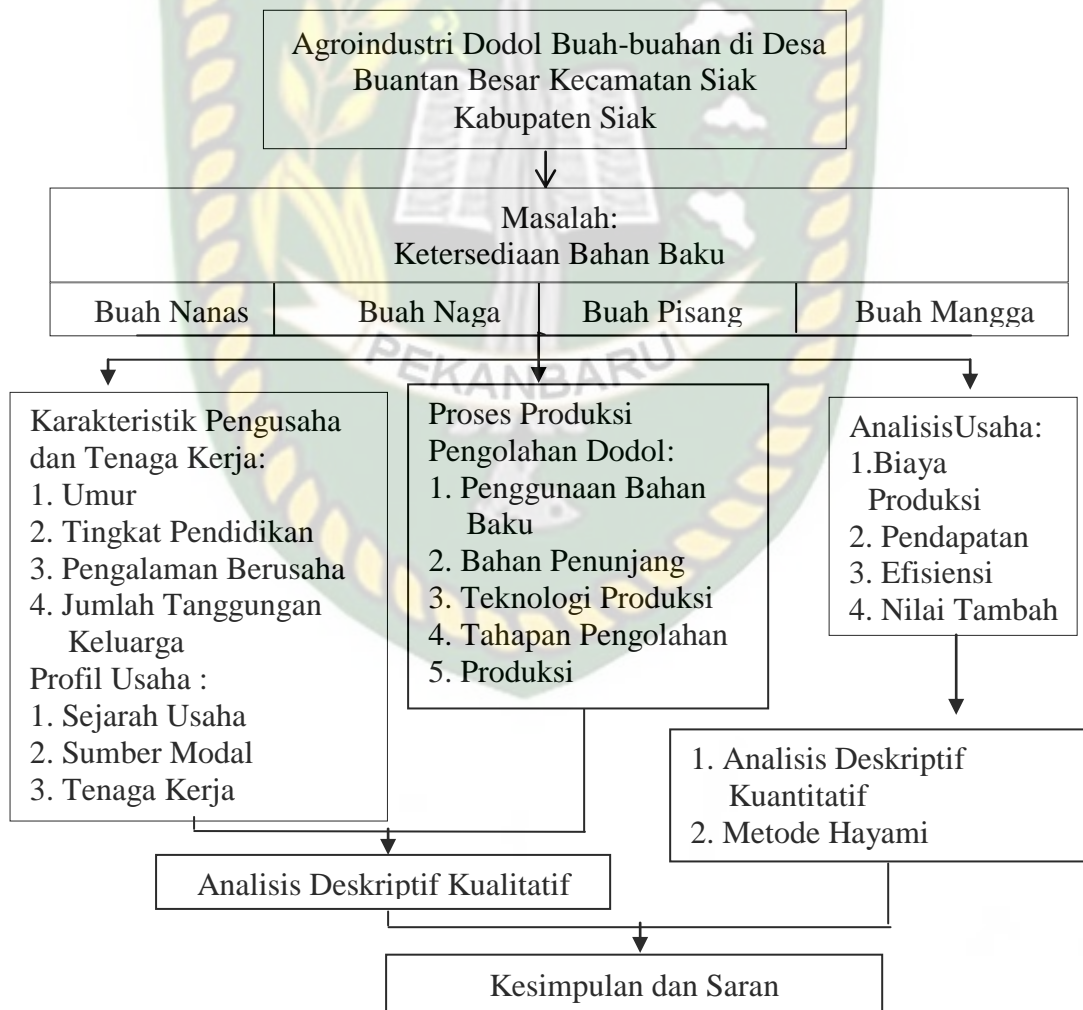 Agroindustri Dodol Buah-buahan di Desa
Buantan Besar Kecamatan Siak
Kabupaten Siak
Masalah:
Ketersediaan Bahan Baku
Buah Nanas
Buah Naga
Buah Pisang
Buah Mangga
PEKANBARU
Karakteristik Pengusaha
dan Tenaga Kerja:
1. Umur
2. Tingkat Pendidikan
3. Pengalaman Berusaha
4. Jumlah Tanggungan
Keluarga
Profil Usaha :
1. Sejarah Usaha
2. Sumber Modal
3. Tenaga Kerja
Proses Produksi
Pengolahan Dodol:
1. Penggunaan Bahan
Baku
2. Bahan Penunjang
3. Teknologi Produksi
4. Tahapan Pengolahan
5. Produksi
AnalisisUsaha:
1.Biaya
Produksi
2. Pendapatan
3. Efisiensi
4. Nilai Tambah
1. Analisis Deskriptif
Kuantitatif
2. Metode Hayami
Analisis Deskriptif Kualitatif
Kesimpulan dan Saran